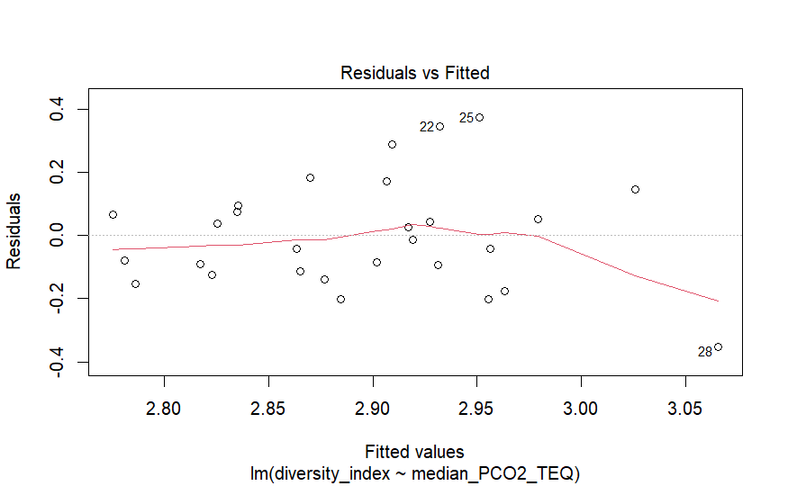 Residuals vs Fitted
Residuals
0.4
0.2
0.0
-0.2
-0.4
22
25
28
2.80 2.85 2.90 2.95 3.00 3.05
Fitted values
lm(diversity_index ~ median_PCO2_TEQ)